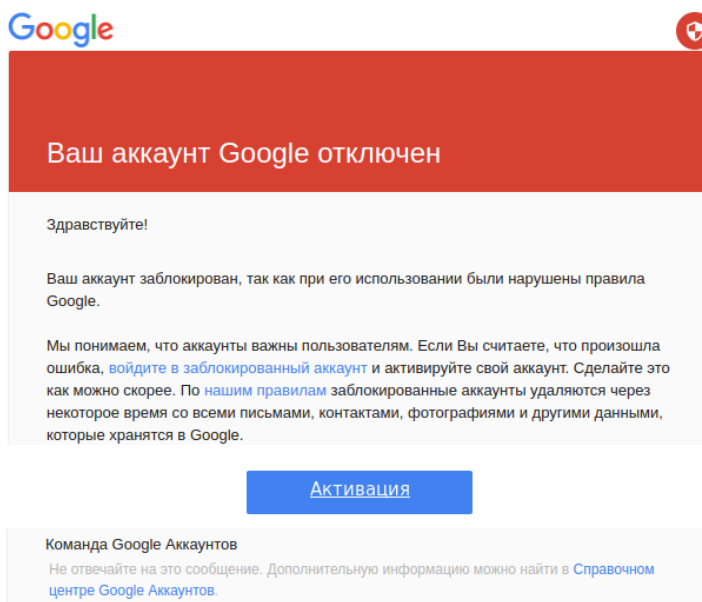 Google
Ваш аккаунт Google отключен
Здравствуйте!
Ваш аккаунт заблокирован, так как при его использовании были нарушены правила
Google.
Мы понимаем, что аккаунты важны пользователям. Если Вы считаете, что произошла
ошибка, войдите в заблокированный аккаунт и активируйте свой аккаунт. Сделайте это
как можно скорее. По нашим правилам заблокированные аккаунты удаляются через
некоторое время со всеми письмами, контактами, фотографиями и другими данными,
которые хранятся в Google.
Активация
Команда Google Аккаунтов
Не отвечайте на это сообщение. Дополнительную информацию можно найти в Справочном
центре Google Аккаунтов.